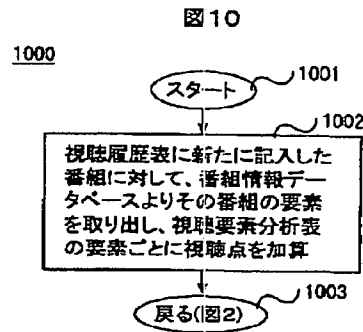 図10
1000
1001
スタート
1002
視聴履歴表に新たに記入した
番組に対して、番組情報デー
タベースよりその番組の要素
を取り出し、視聴要素分析表
の要素ごとに視聴点を加算
1003
戻る(図2)